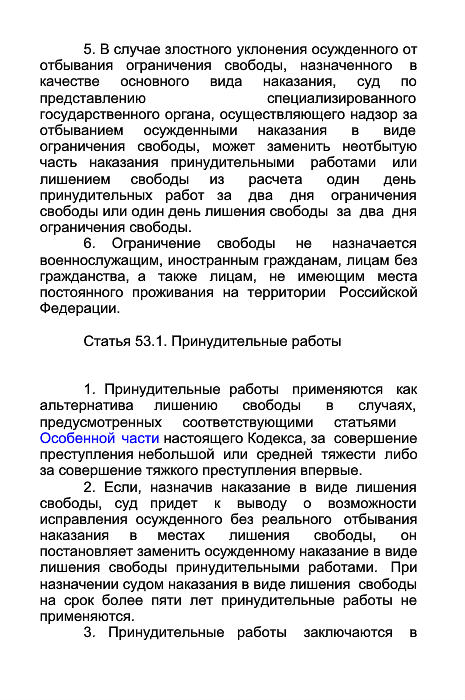 5. В случае злостного уклонения осужденного от
отбывания ограничения свободы, назначенного в
качестве основного вида наказания, суд по
представлению специализированного
государственного органа, осуществляющего надзор за
отбыванием осужденными наказания в виде
ограничения свободы, может заменить неотбытую
часть наказания принудительными работами или
лишением свободы из расчета один день
принудительных работ за два дня ограничения
свободы или один день лишения свободы за два дня
ограничения свободы.
6. Ограничение свободы не назначается
военнослужащим, иностранным гражданам, лицам без
гражданства, а также лицам, не имеющим места
постоянного проживания на территории Российской
Федерации.
Статья 53.1. Принудительные работы
1. Принудительные работы применяются как
альтернатива лишению свободы в случаях,
предусмотренных соответствующими статьями
Особенной части настоящего Кодекса, за совершение
преступления небольшой или средней тяжести либо
за совершение тяжкого преступления впервые.
2. Если, назначив наказание в виде лишения
свободы, суд придет к выводу о возможности
исправления осужденного без реального отбывания
наказания в местах лишения свободы, он
постановляет заменить осужденному наказание в виде
лишения свободы принудительными работами. При
назначении судом наказания в виде лишения свободы
на срок более пяти лет принудительные работы не
применяются.
3. Принудительные работы заключаются в